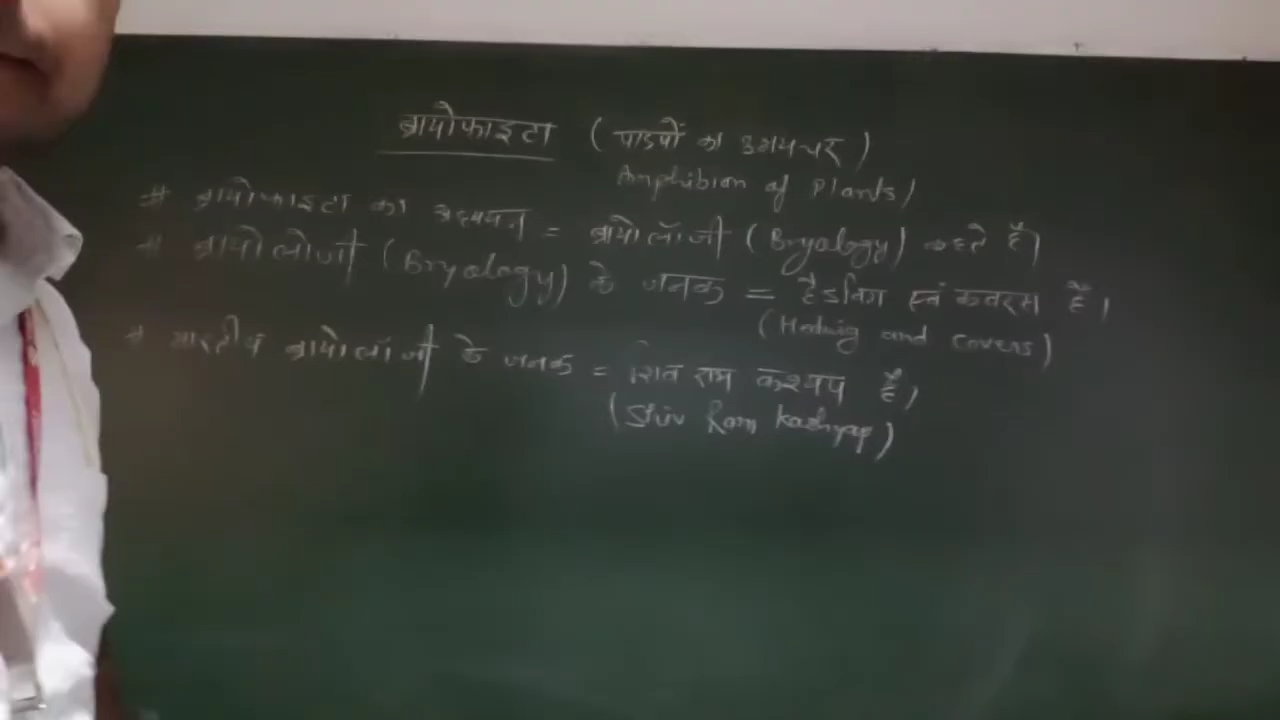 ब्रायोफाइटा (पादपों का उभयचर)
Amphibian of Plants)
# ब्रायोफाइटा का अध्ययन = ब्रायोलॉजी (Bryology) कहते हैं।
# ब्रायोलोजी (Bryology) के जनक = हैडविग एवं कवरस हैं।
(Hedwig and Covers)
# भारतीय ब्रायोलॉजी के जनक = शिव राम कश्यप हैं।
(Shiv Ram Kashyap)